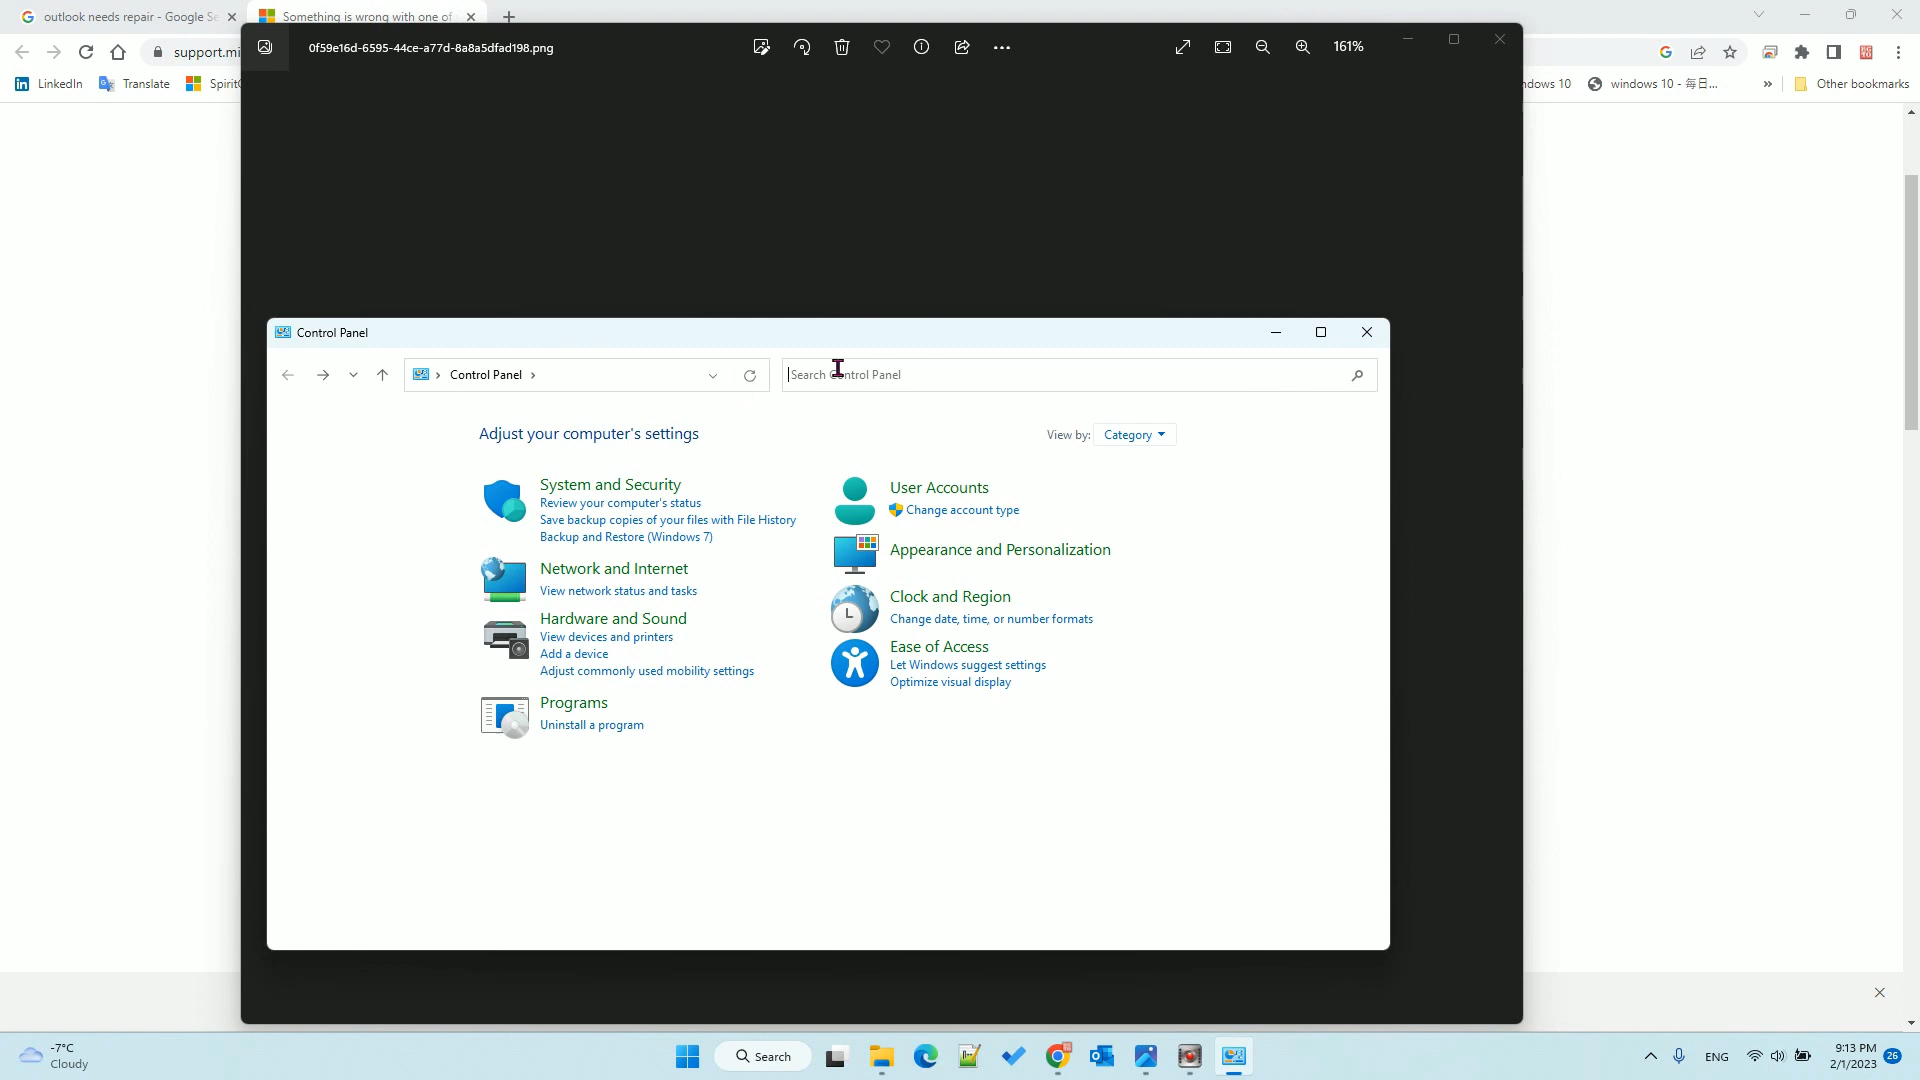 outlook needs repair - Google Se
Something is wrong with one of
support.mi
LinkedIn
Translate
Spirit
ndows 10
windows 10 - 每日...
»
Other bookmarks
0f59e16d-6595-44ce-a77d-8a8a5dfad198.png
161%
Control Panel
Control Panel
Search Control Panel
Adjust your computer's settings
View by: Category
System and Security
Review your computer's status
Save backup copies of your files with File History
Backup and Restore (Windows 7)
Network and Internet
View network status and tasks
Hardware and Sound
View devices and printers
Add a device
Adjust commonly used mobility settings
Programs
Uninstall a program
User Accounts
Change account type
Appearance and Personalization
Clock and Region
Change date, time, or number formats
Ease of Access
Let Windows suggest settings
Optimize visual display
-7°C
Cloudy
Search
ENG
9:13 PM
2/1/2023
26